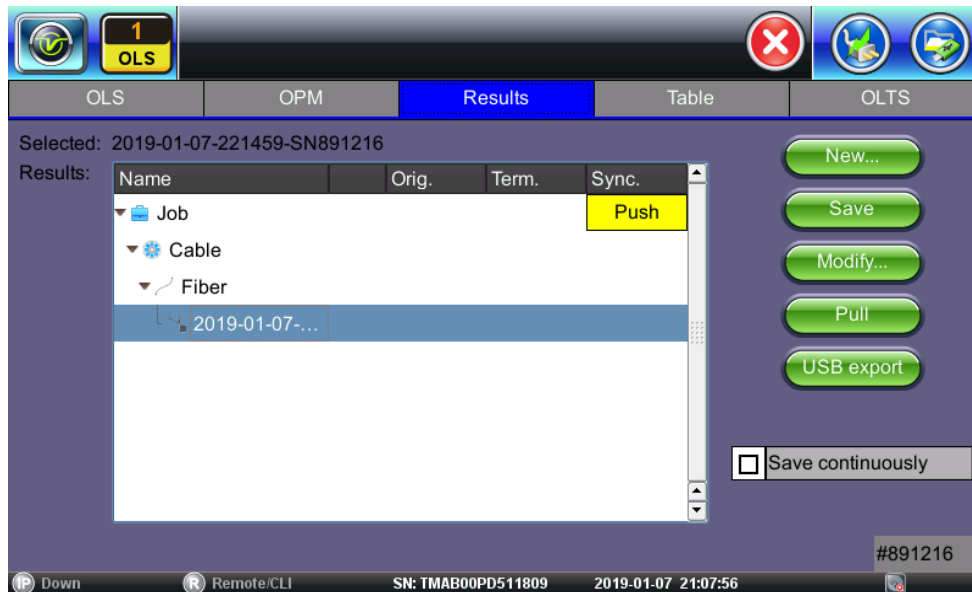 1
OLS
OLS OPM Results Table OLTS
Selected: 2019-01-07-221459-SN891216
Results:
Name Orig. Term. Sync.
Job Push
Cable
Fiber
2019-01-07-...
New...
Save
Modify...
Pull
USB export
Save continuously
#891216
IP Down R Remote/CLI SN: TMAB00PD511809 2019-01-07 21:07:56